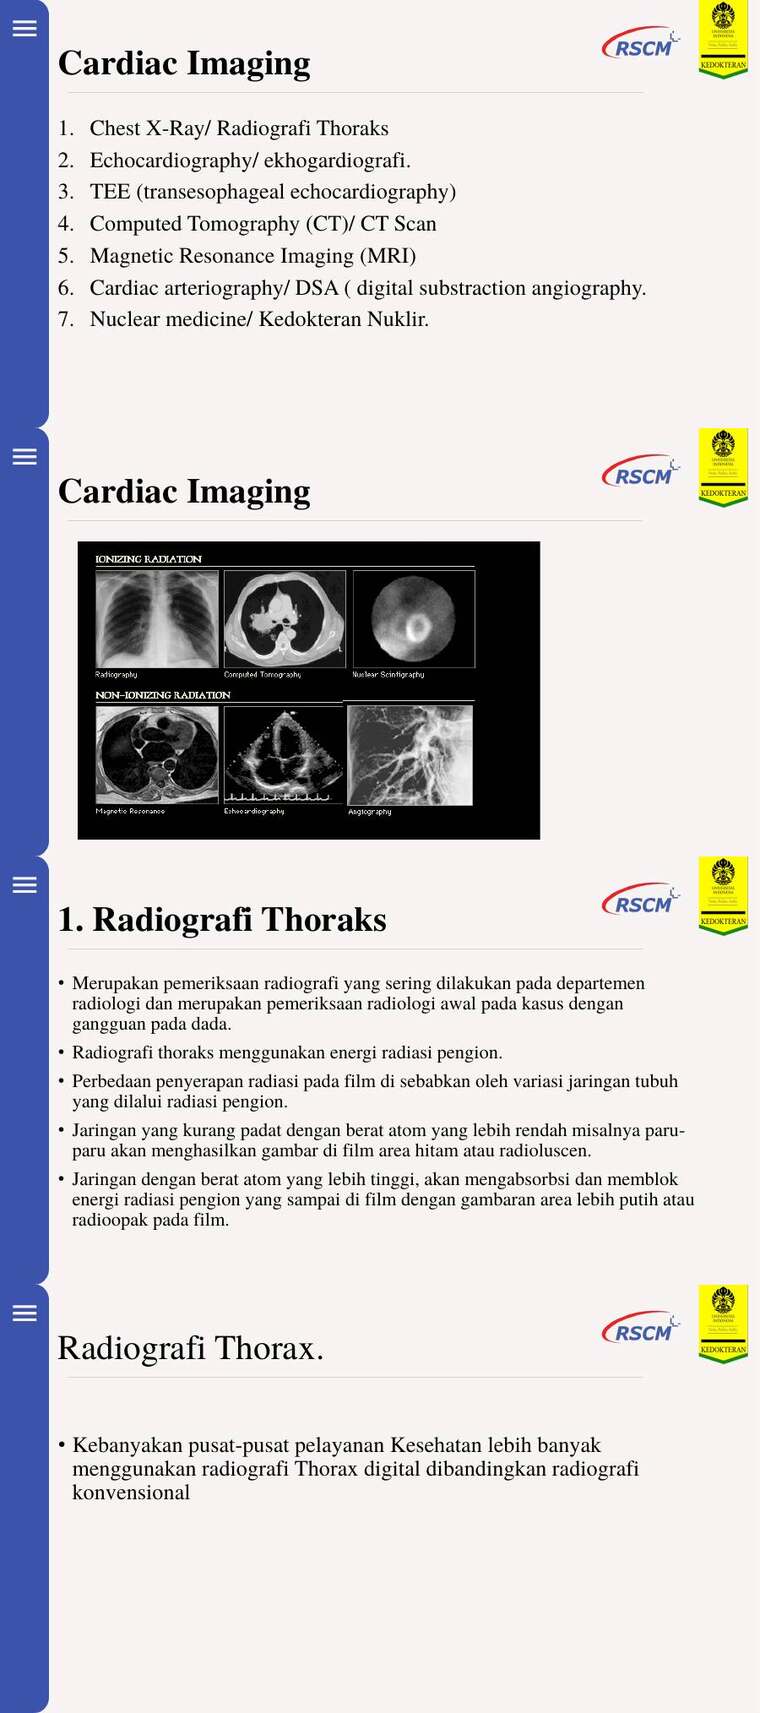 Cardiac Imaging
RSCM
UNIVERSITAS
INDONESIA
KEDOKTERAN
1. Chest X-Ray/ Radiografi Thoraks
2. Echocardiography/ ekhogardiografi.
3. TEE (transesophageal echocardiography)
4. Computed Tomography (CT)/ CT Scan
5. Magnetic Resonance Imaging (MRI)
6. Cardiac arteriography/ DSA ( digital substraction angiography.
7. Nuclear medicine/ Kedokteran Nuklir.
Cardiac Imaging
RSCM
UNIVERSITAS
INDONESIA
KEDOKTERAN
IONIZING RADIATION
Radiography
Computed Tomography
Nuclear Scintigraphy
NON-IONIZING RADIATION
Magnetic Resonance
Echocardiography
Angiography
1. Radiografi Thoraks
RSCM
UNIVERSITAS
INDONESIA
KEDOKTERAN
• Merupakan pemeriksaan radiografi yang sering dilakukan pada departemen
radiologi dan merupakan pemeriksaan radiologi awal pada kasus dengan
gangguan pada dada.
• Radiografi thoraks menggunakan energi radiasi pengion.
• Perbedaan penyerapan radiasi pada film di sebabkan oleh variasi jaringan tubuh
yang dilalui radiasi pengion.
• Jaringan yang kurang padat dengan berat atom yang lebih rendah misalnya paru-
paru akan menghasilkan gambar di film area hitam atau radioluscen.
• Jaringan dengan berat atom yang lebih tinggi, akan mengabsorbsi dan memblok
energi radiasi pengion yang sampai di film dengan gambaran area lebih putih atau
radioopak pada film.
Radiografi Thorax.
RSCM
UNIVERSITAS
INDONESIA
KEDOKTERAN
• Kebanyakan pusat-pusat pelayanan Kesehatan lebih banyak
menggunakan radiografi Thorax digital dibandingkan radiografi
konvensional